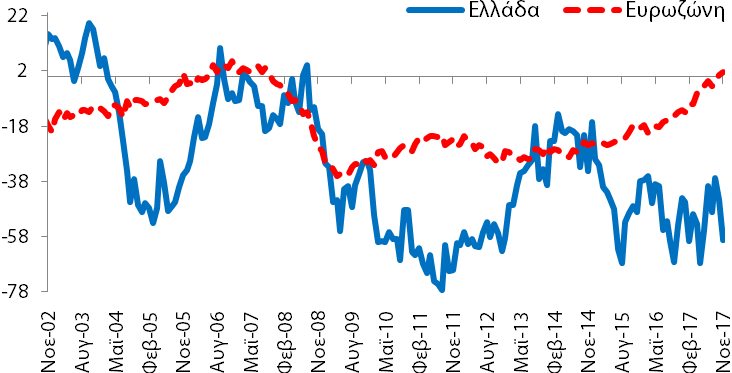 Ελλάδα
Ευρωζώνη
22
2
-18
-38
-58
-78
Νοε-02
Αυγ-03
Μαϊ-04
Φεβ-05
Νοε-05
Αυγ-06
Μαϊ-07
Φεβ-08
Νοε-08
Αυγ-09
Μαϊ-10
Φεβ-11
Νοε-11
Αυγ-12
Μαϊ-13
Φεβ-14
Νοε-14
Αυγ-15
Μαϊ-16
Φεβ-17
Νοε-17